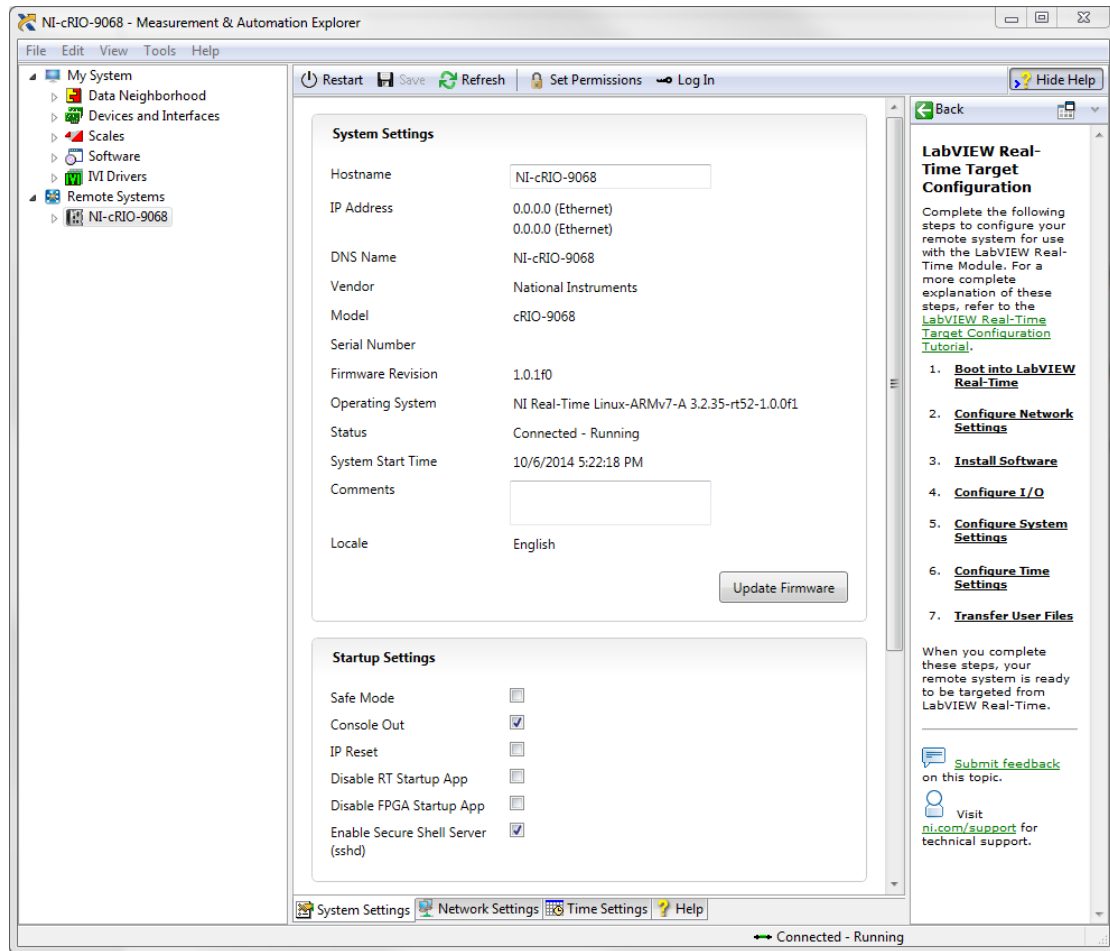 NI-cRIO-9068 - Measurement & Automation Explorer
File Edit View Tools Help
My System
Data Neighborhood
Devices and Interfaces
Scales
Software
IVI Drivers
Remote Systems
NI-cRIO-9068
Restart Save Refresh Set Permissions Log In Hide Help
System Settings
Hostname NI-cRIO-9068
IP Address 0.0.0.0 (Ethernet)
0.0.0.0 (Ethernet)
DNS Name NI-cRIO-9068
Vendor National Instruments
Model cRIO-9068
Serial Number
Firmware Revision 1.0.1f0
Operating System NI Real-Time Linux-ARMv7-A 3.2.35-rt52-1.0.0f1
Status Connected - Running
System Start Time 10/6/2014 5:22:18 PM
Comments
Locale English
Update Firmware
Startup Settings
Safe Mode
Console Out
IP Reset
Disable RT Startup App
Disable FPGA Startup App
Enable Secure Shell Server
(sshd)
System Settings Network Settings Time Settings Help
Back
LabVIEW Real-
Time Target
Configuration
Complete the following
steps to configure your
remote system for use
with the LabVIEW Real-
Time Module. For a
more complete
explanation of these
steps, refer to the
LabVIEW Real-Time
Target Configuration
Tutorial.
1. Boot into LabVIEW
Real-Time
2. Configure Network
Settings
3. Install Software
4. Configure I/O
5. Configure System
Settings
6. Configure Time
Settings
7. Transfer User Files
When you complete
these steps, your
remote system is ready
to be targeted from
LabVIEW Real-Time.
Submit feedback
on this topic.
Visit
ni.com/support for
technical support.
Connected - Running